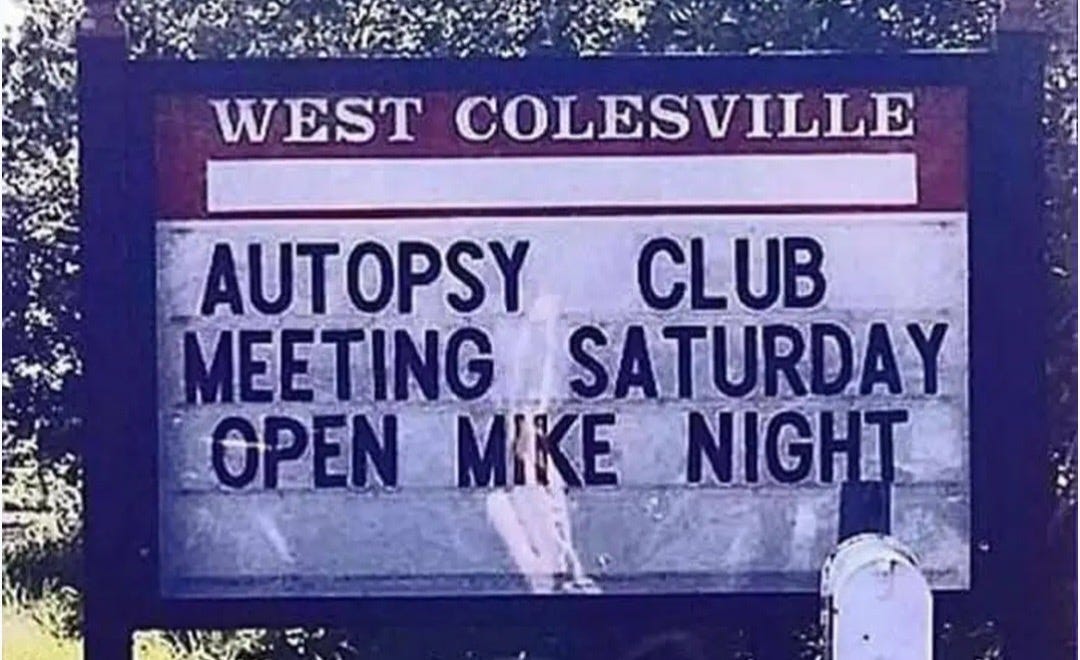 WEST COLESVILLE
AUTOPSY CLUB
MEETING SATURDAY
OPEN MIKE NIGHT